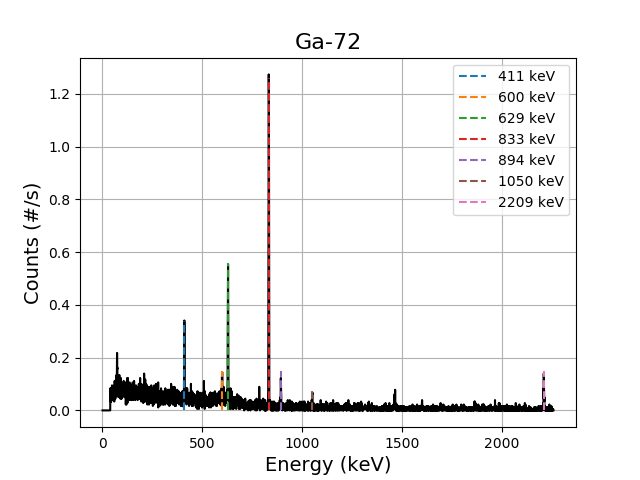 Ga-72
Counts (#/s)
1.2
1.0
0.8
0.6
0.4
0.2
0.0
411 keV
600 keV
629 keV
833 keV
894 keV
1050 keV
2209 keV
0 500 1000 1500 2000
Energy (keV)